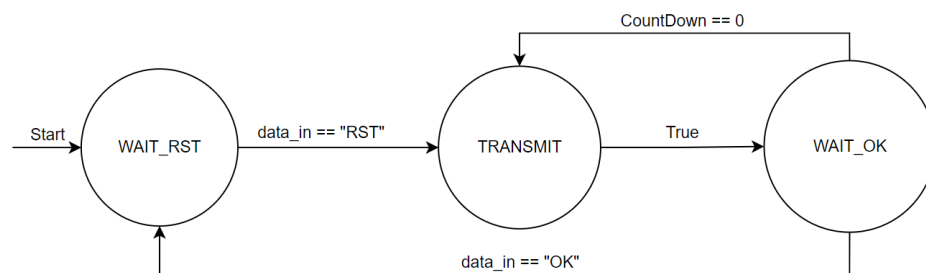 CountDown == 0
Start
WAIT_RST
data_in == "RST"
TRANSMIT
True
WAIT_OK
data_in == "OK"